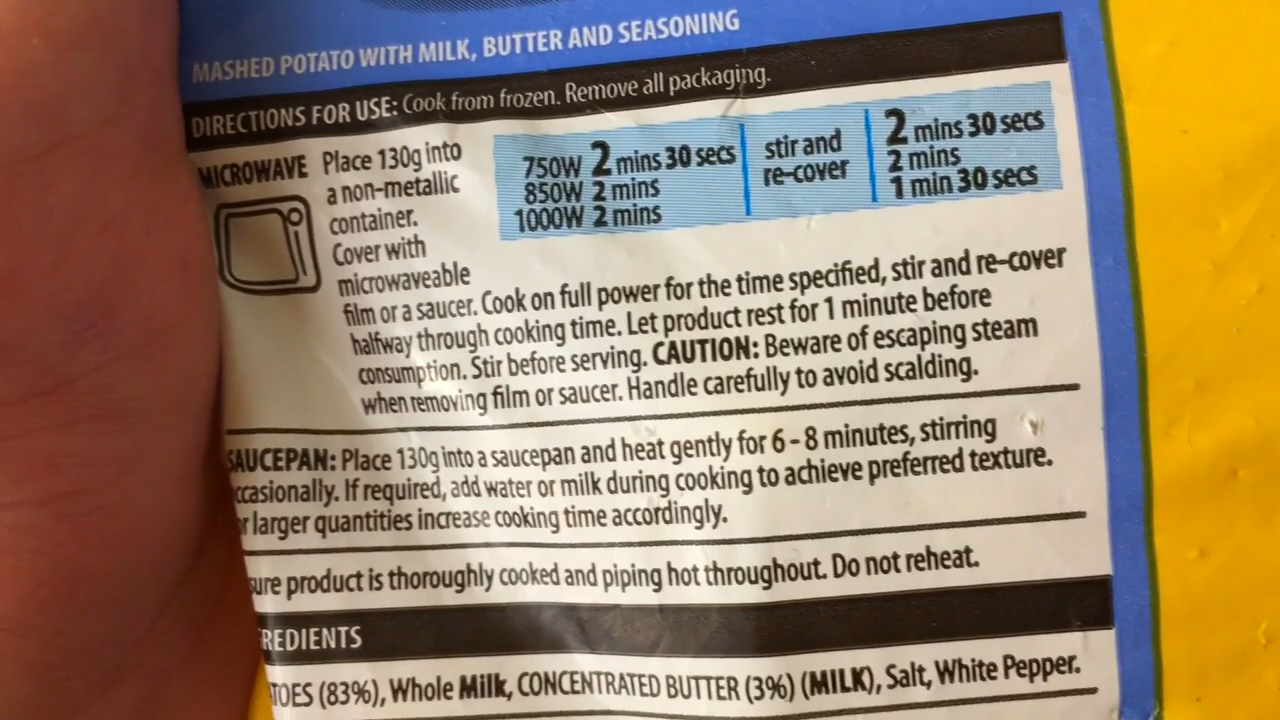 MASHED POTATO WITH MILK, BUTTER AND SEASONING
DIRECTIONS FOR USE: Cook from frozen. Remove all packaging.
MICROWAVE Place 130g into
a non-metallic
container.
Cover with
microwaveable
750W 2 mins 30 secs
850W 2 mins
1000W 2 mins
stir and
re-cover
2 mins 30 secs
2 mins
1 min 30 secs
film or a saucer. Cook on full power for the time specified, stir and re-cover
halfway through cooking time. Let product rest for 1 minute before
consumption. Stir before serving. CAUTION: Beware of escaping steam
when removing film or saucer. Handle carefully to avoid scalding.
SAUCEPAN: Place 130g into a saucepan and heat gently for 6 - 8 minutes, stirring
ccasionally. If required, add water or milk during cooking to achieve preferred texture.
r larger quantities increase cooking time accordingly.
sure product is thoroughly cooked and piping hot throughout. Do not reheat.
REDIENTS
TOES (83%), Whole Milk, CONCENTRATED BUTTER (3%) (MILK), Salt, White Pepper.